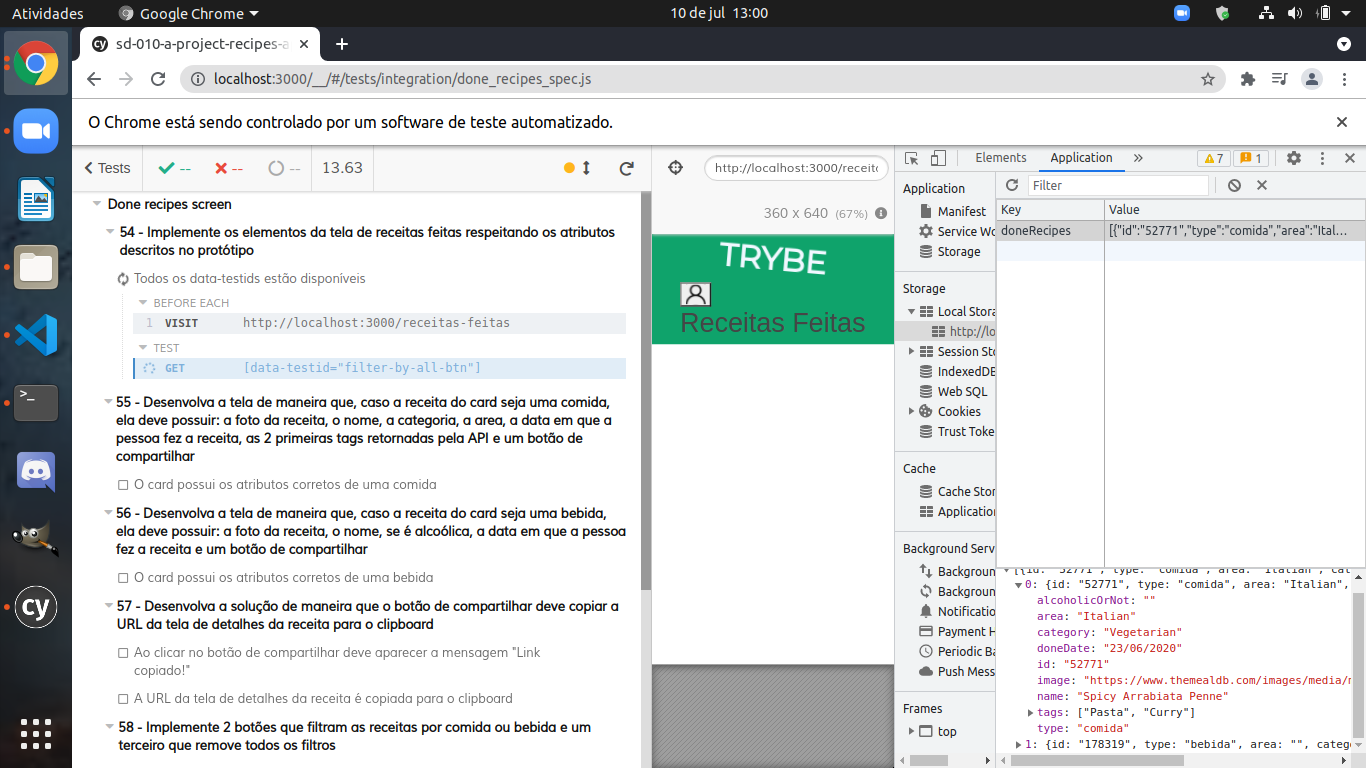 Atividades
Google Chrome
10 de jul 13:00
sd-010-a-project-recipes-a
localhost:3000/__/#/tests/integration/done_recipes_spec.js
O Chrome está sendo controlado por um software de teste automatizado.
Tests
--
--
--
13.63
Done recipes screen
54 - Implemente os elementos da tela de receitas feitas respeitando os atributos
descritos no protótipo
Todos os data-testids estão disponíveis
BEFORE EACH
1 VISIT http://localhost:3000/receitas-feitas
TEST
GET [data-testid="filter-by-all-btn"]
55 - Desenvolva a tela de maneira que, caso a receita do card seja uma comida,
ela deve possuir: a foto da receita, o nome, a categoria, a area, a data em que a
pessoa fez a receita, as 2 primeiras tags retornadas pela API e um botão de
compartilhar
O card possui os atributos corretos de uma comida
56 - Desenvolva a tela de maneira que, caso a receita do card seja uma bebida,
ela deve possuir: a foto da receita, o nome, se é alcoólica, a data em que a pessoa
fez a receita e um botão de compartilhar
O card possui os atributos corretos de uma bebida
57 - Desenvolva a solução de maneira que o botão de compartilhar deve copiar a
URL da tela de detalhes da receita para o clipboard
Ao clicar no botão de compartilhar deve aparecer a mensagem "Link
copiado!"
A URL da tela de detalhes da receita é copiada para o clipboard
58 - Implemente 2 botões que filtram as receitas por comida ou bebida e um
terceiro que remove todos os filtros
http://localhost:3000/receit
360 x 640 (67%)
TRYBE
Receitas Feitas
Elements
Application
7
1
Application
Manifest
Service Wo
Storage
Storage
Local Stora
http://lo
Session Sto
IndexedDB
Web SQL
Cookies
Trust Toke
Cache
Cache Stor
Application
Background Serv
Background
Background
Notification
Payment H
Periodic Ba
Push Mess
Frames
top
Filter
Key
Value
doneRecipes
[{"id":"52771","type":"comida","area":"Ital…
[{id: "52771", type: "comida", area: "Italian", cat
0: {id: "52771", type: "comida", area: "Italian",
alcoholicOrNot: ""
area: "Italian"
category: "Vegetarian"
doneDate: "23/06/2020"
id: "52771"
image: "https://www.themealdb.com/images/media/m
name: "Spicy Arrabiata Penne"
tags: ["Pasta", "Curry"]
type: "comida"
1: {id: "178319", type: "bebida", area: "", catego